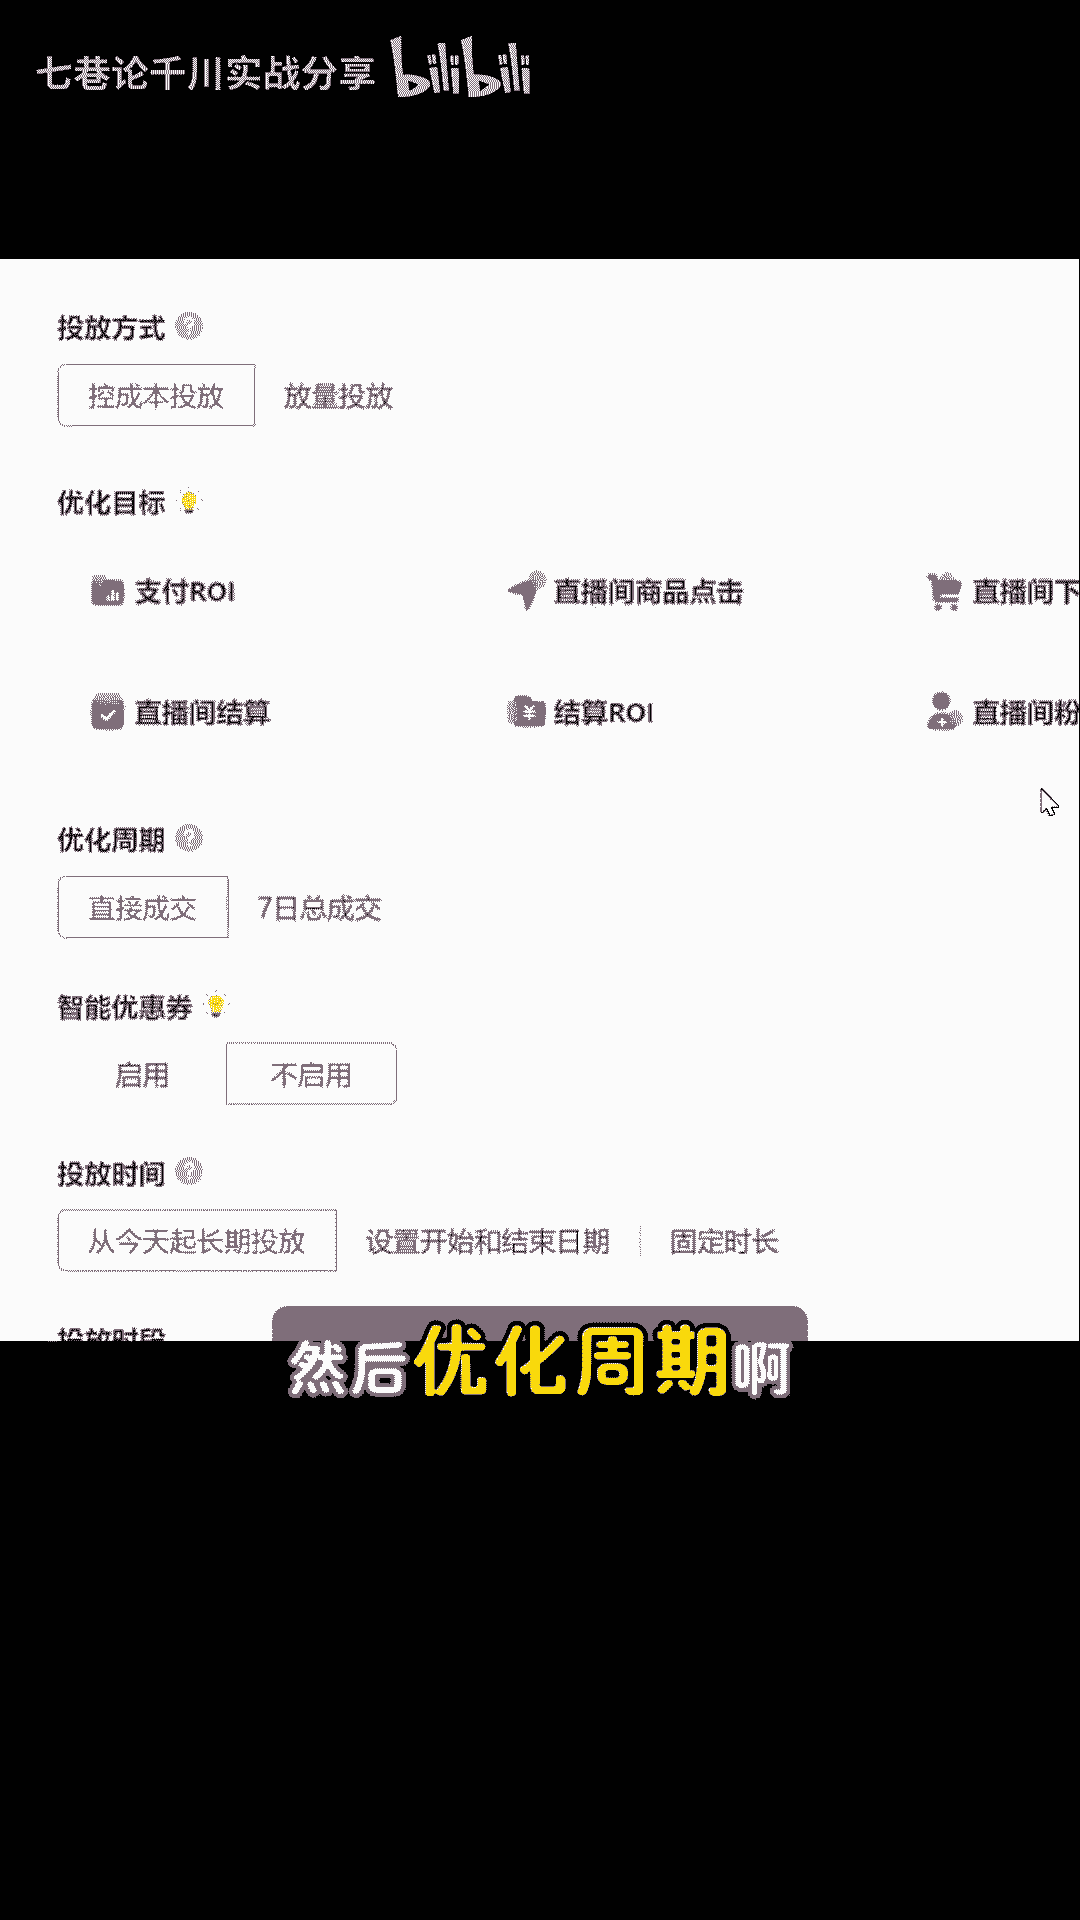 七巷论千川实战分享 bilibili
投放方式
控成本投放 放量投放
优化目标
支付ROI 直播间商品点击 直播间下
直播间结算 结算ROI 直播间粉
优化周期
直接成交 7日总成交
智能优惠券
启用 不启用
投放时间
从今天起长期投放 设置开始和结束日期 固定时长
投放时段
然后优化周期啊